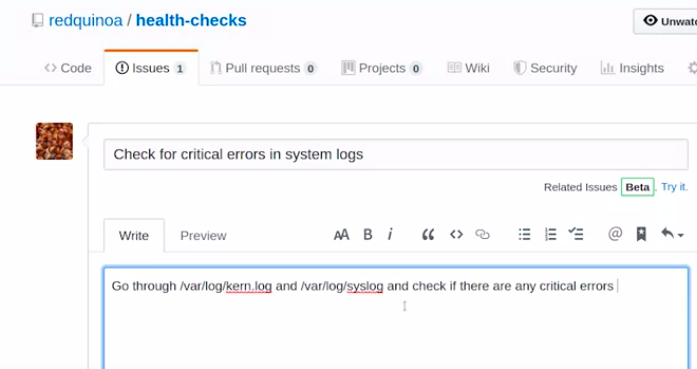 redquinoa / health-checks
Unwatc
Code Issues 1 Pull requests 0 Projects 0 Wiki Security Insights
Check for critical errors in system logs
Related Issues Beta . Try it.
Write Preview AA B i @
Go through /var/log/kern.log and /var/log/syslog and check if there are any critical errors